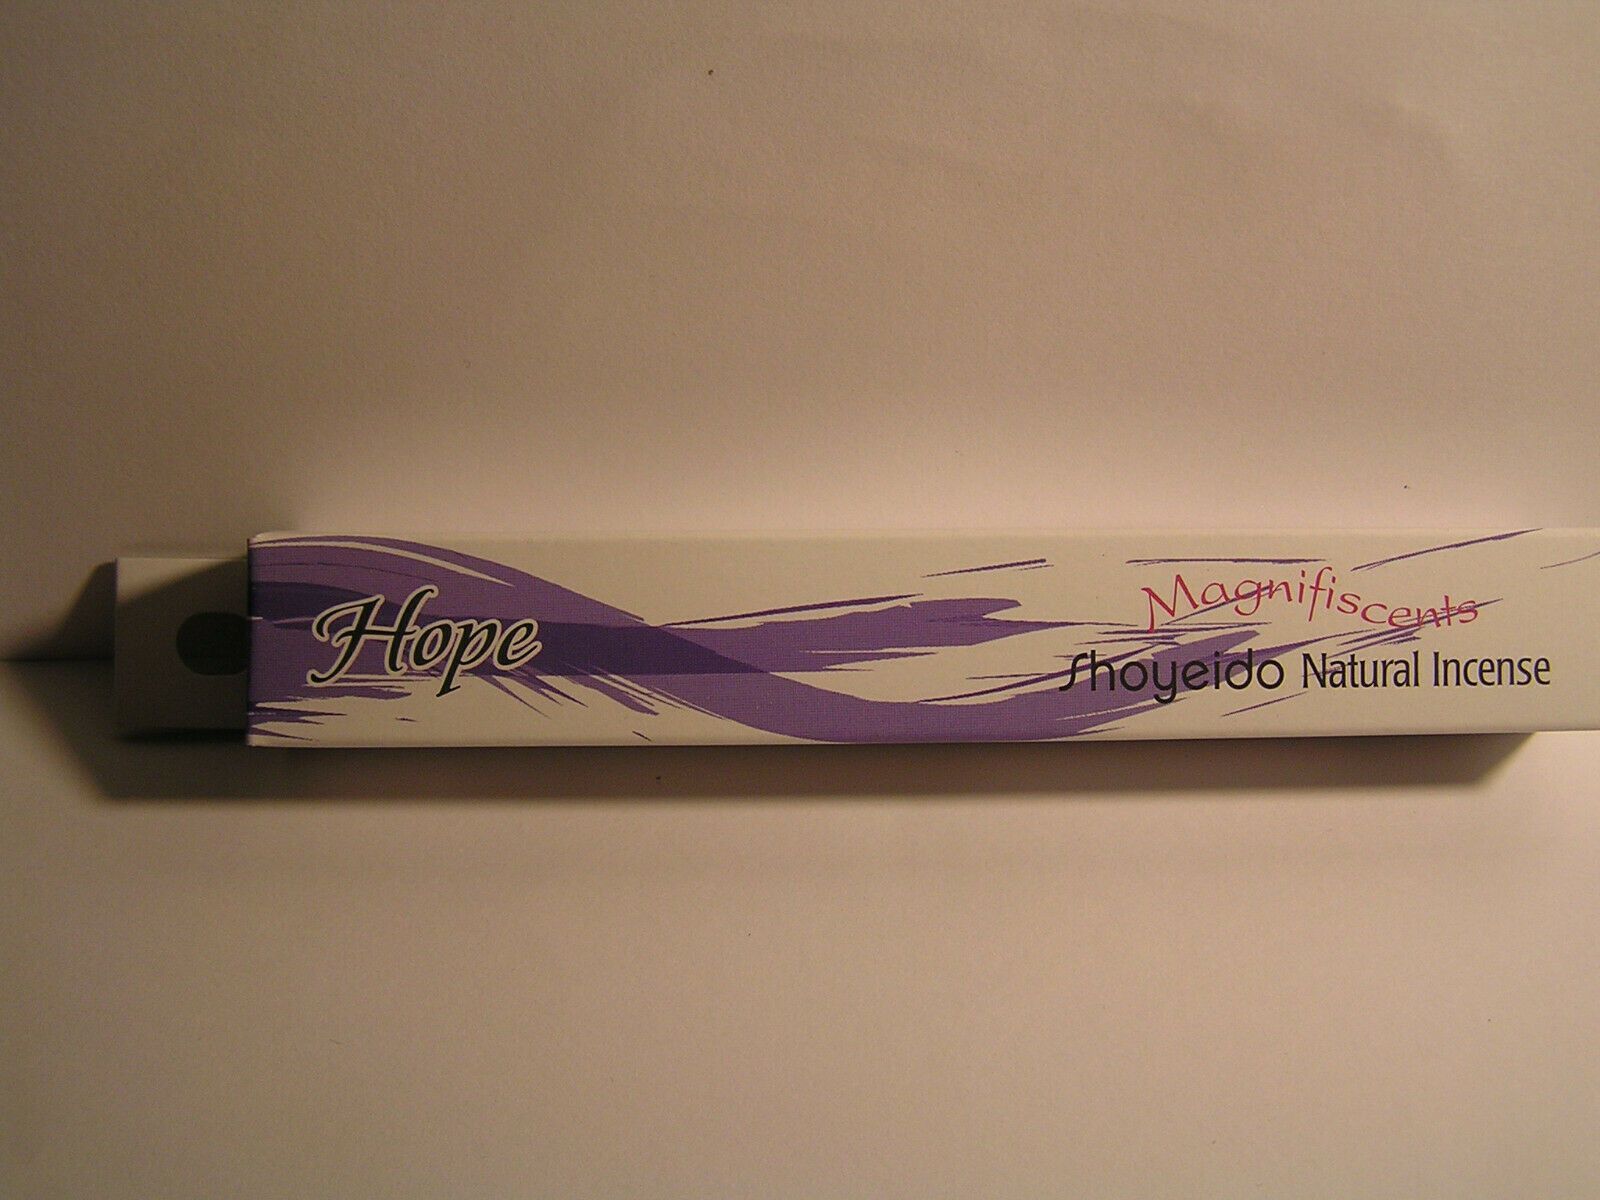 Hope
Magnifiscents
Shoyeido Natural Incense